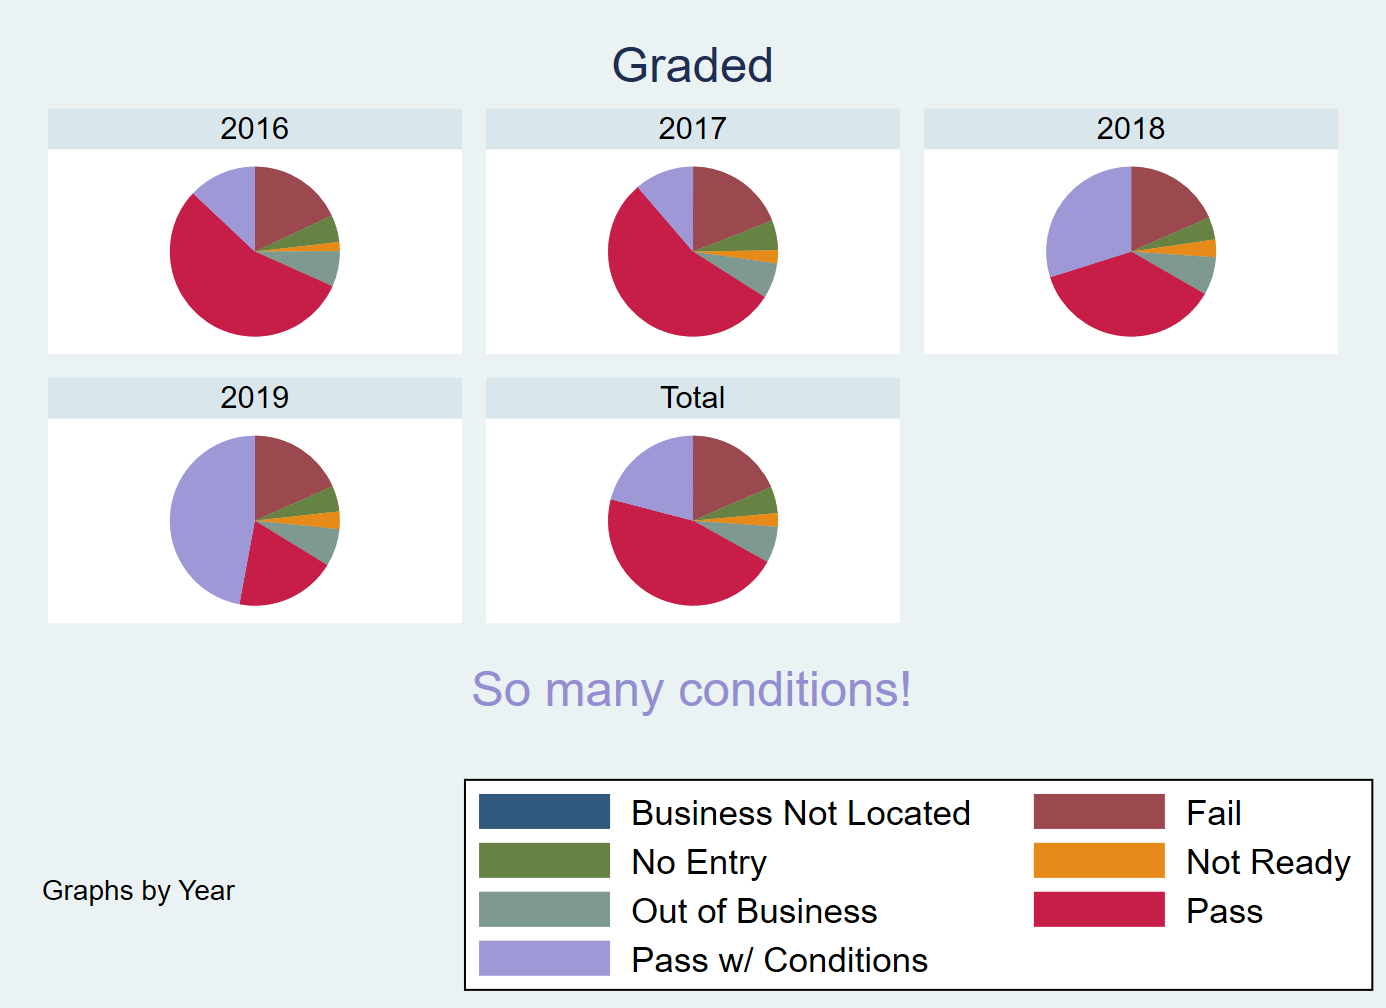 Graded
2016
2017
2018
2019
Total
So many conditions!
Business Not Located
Fail
No Entry
Not Ready
Out of Business
Pass
Pass w/ Conditions
Graphs by Year